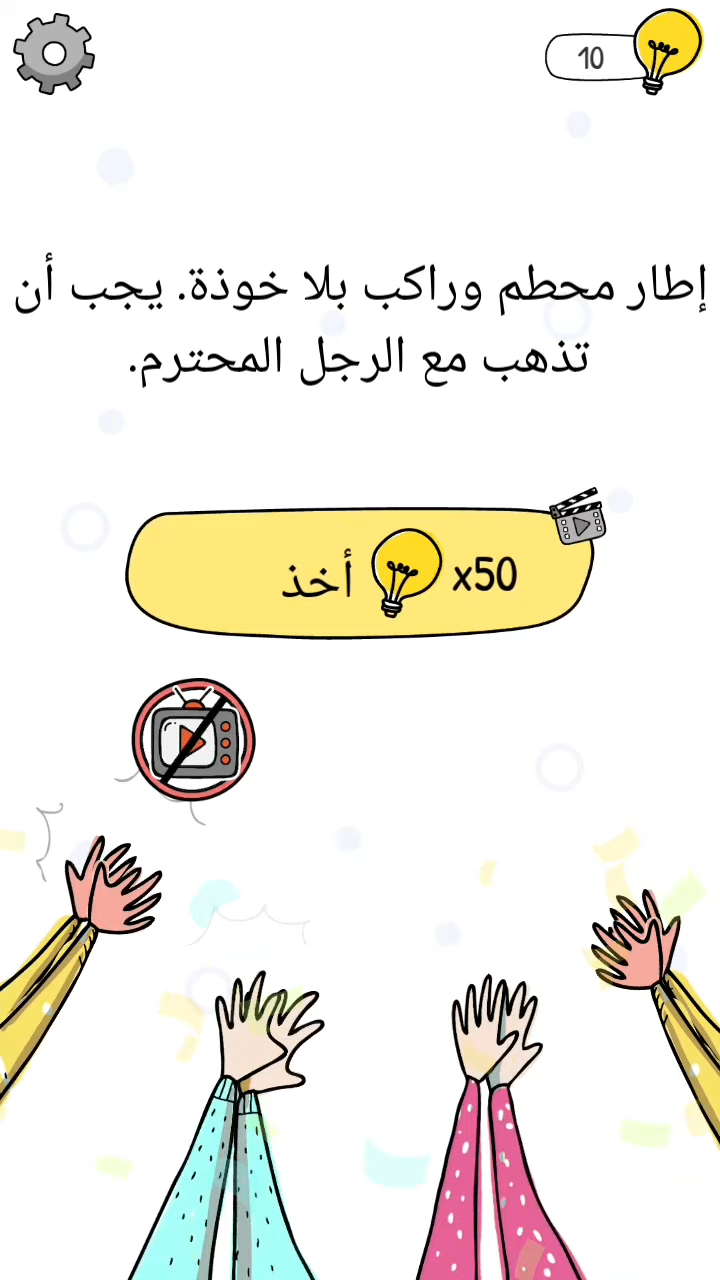 10
إطار محطم وراكب بلا خوذة. يجب أن
تذهب مع الرجل المحترم.
أخذ x50